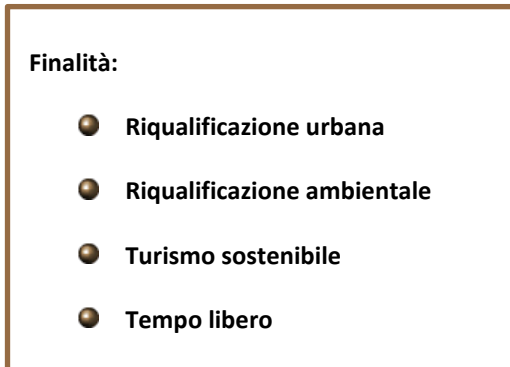 Finalità:
Riqualificazione urbana
Riqualificazione ambientale
Turismo sostenibile
Tempo libero